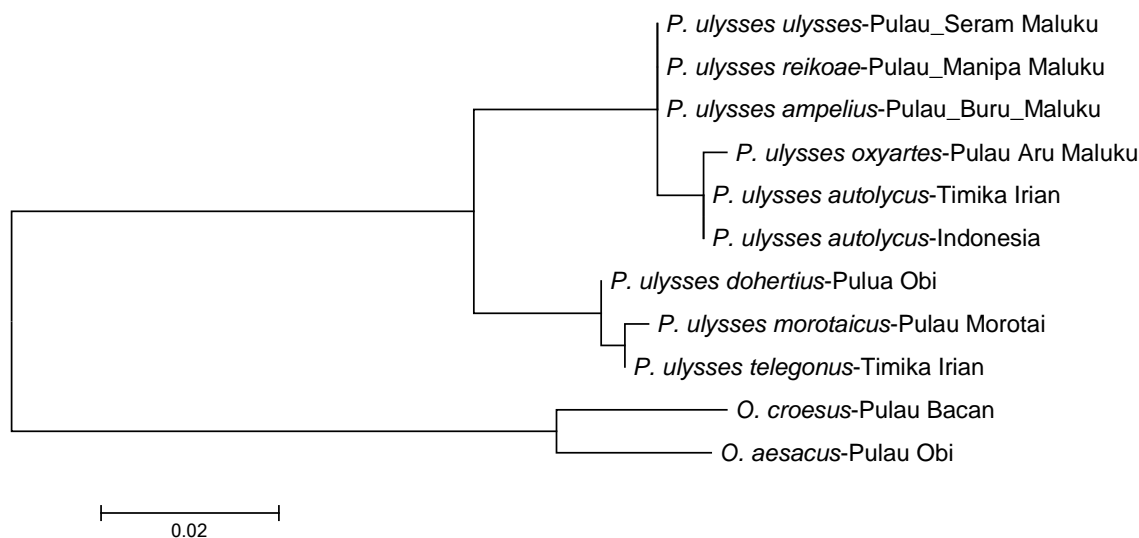 P. ulysses ulysses-Pulau_Seram Maluku
P. ulysses reikoae-Pulau_Manipa Maluku
P. ulysses ampelius-Pulau_Buru_Maluku
P. ulysses oxyartes-Pulau Aru Maluku
P. ulysses autolycus-Timika Irian
P. ulysses autolycus-Indonesia
P. ulysses dohertius-Pulua Obi
P. ulysses morotaicus-Pulau Morotai
P. ulysses telegonus-Timika Irian
O. croesus-Pulau Bacan
O. aesacus-Pulau Obi
0.02